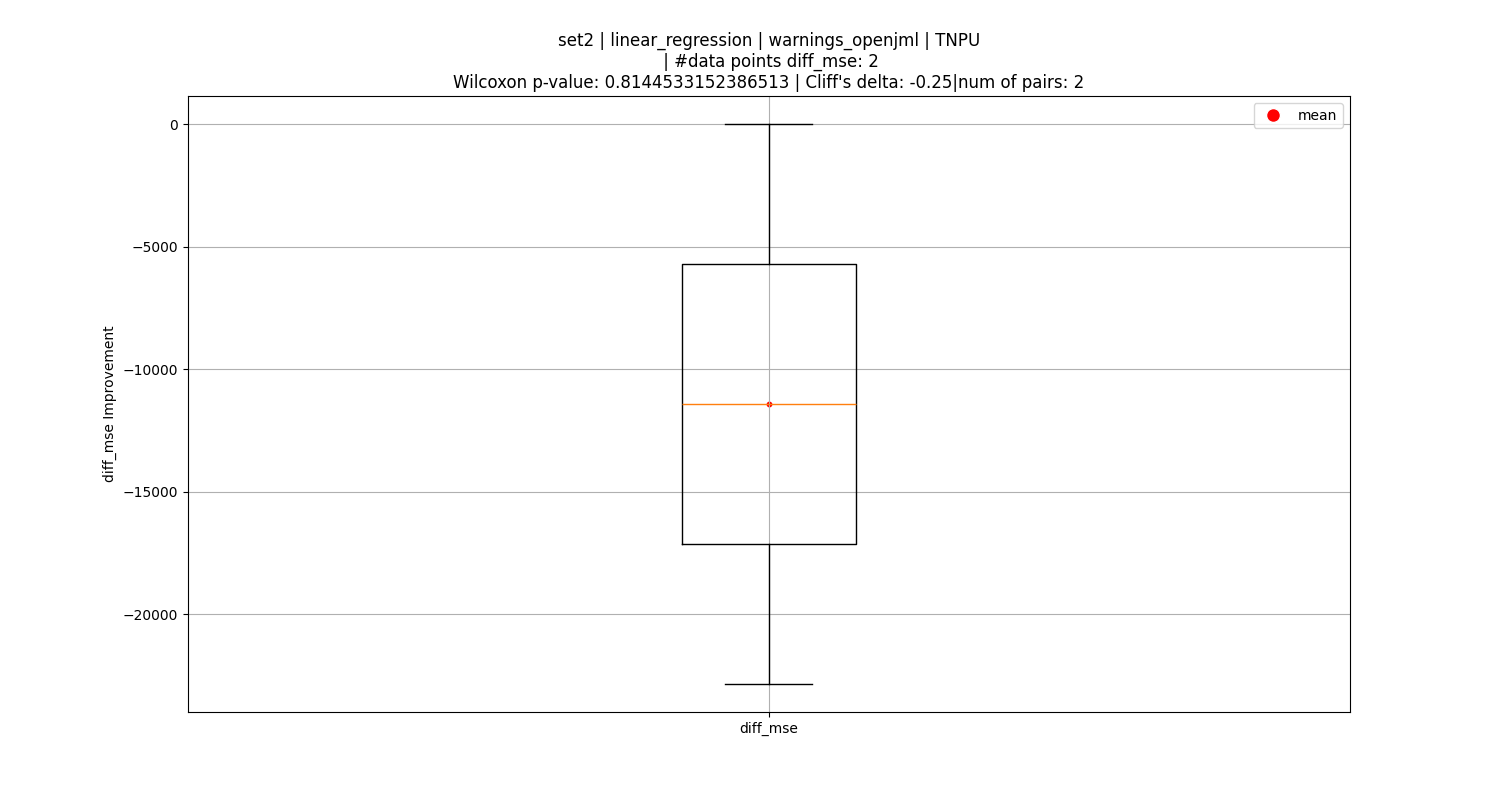 set2 | linear_regression | warnings_openjml | TNPU
| #data points diff_mse: 2
Wilcoxon p-value: 0.8144533152386513 | Cliff's delta: -0.25|num of pairs: 2
mean
0
−5000
−10000
−15000
−20000
diff_mse Improvement
diff_mse